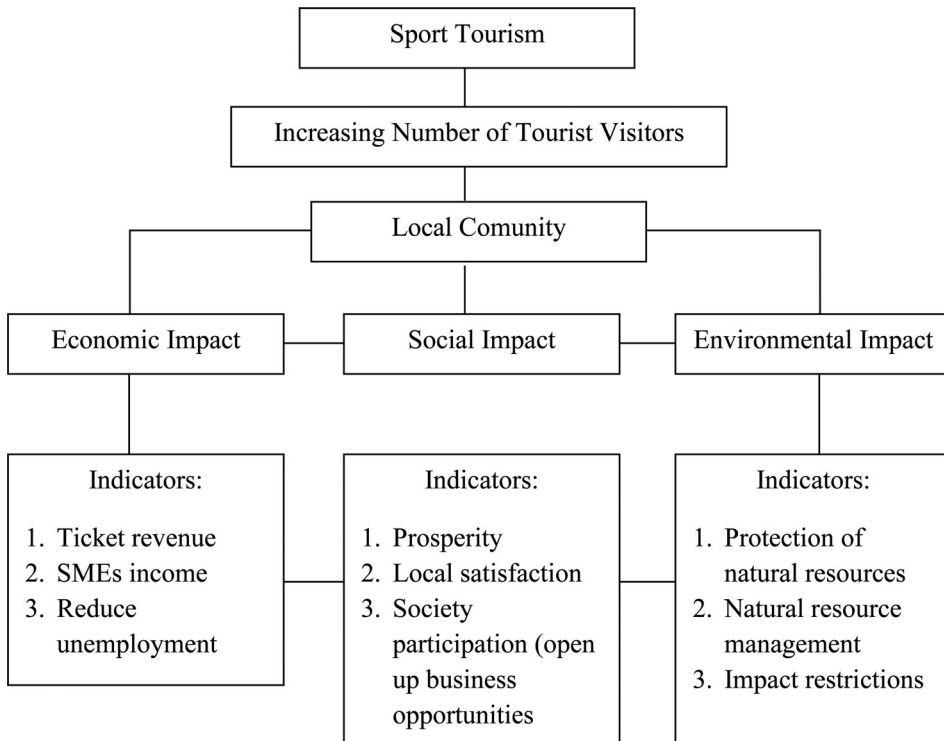 Sport Tourism
Increasing Number of Tourist Visitors
Local Comunity
Economic Impact
Social Impact
Environmental Impact
Indicators:
1. Ticket revenue
2. SMEs income
3. Reduce
unemployment
Indicators:
1. Prosperity
2. Local satisfaction
3. Society
participation (open
up business
opportunities
Indicators:
1. Protection of
natural resources
2. Natural resource
management
3. Impact restrictions